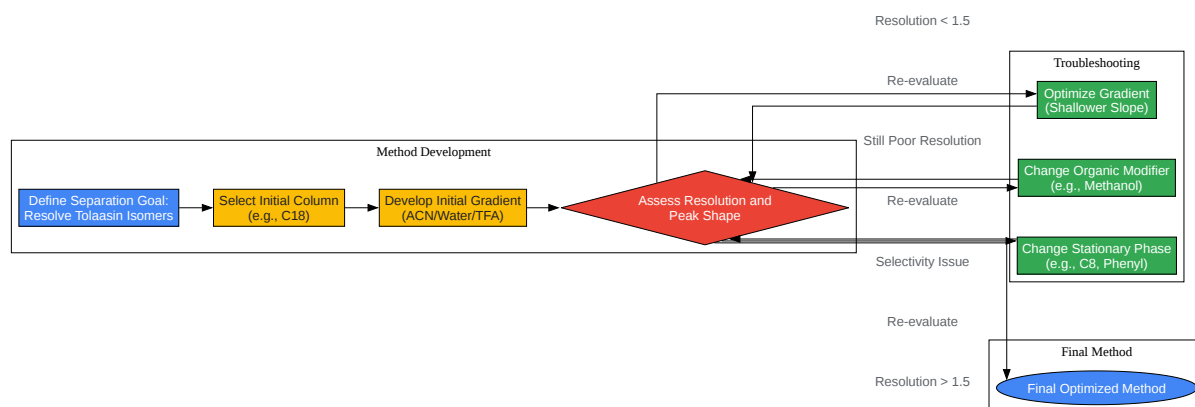 Resolution < 1.5
Troubleshooting
Re-evaluate
Optimize Gradient
(Shallower Slope)
Still Poor Resolution
Method Development
Change Organic Modifier
(e.g., Methanol)
Define Separation Goal:
Resolve Tolaasin Isomers
Select Initial Column
(e.g., C18)
Develop Initial Gradient
(ACN/Water/TFA)
Assess Resolution and
Peak Shape
Re-evaluate
Change Stationary Phase
(e.g., C8, Phenyl)
Selectivity Issue
Re-evaluate
Final Method
Resolution > 1.5
Final Optimized Method